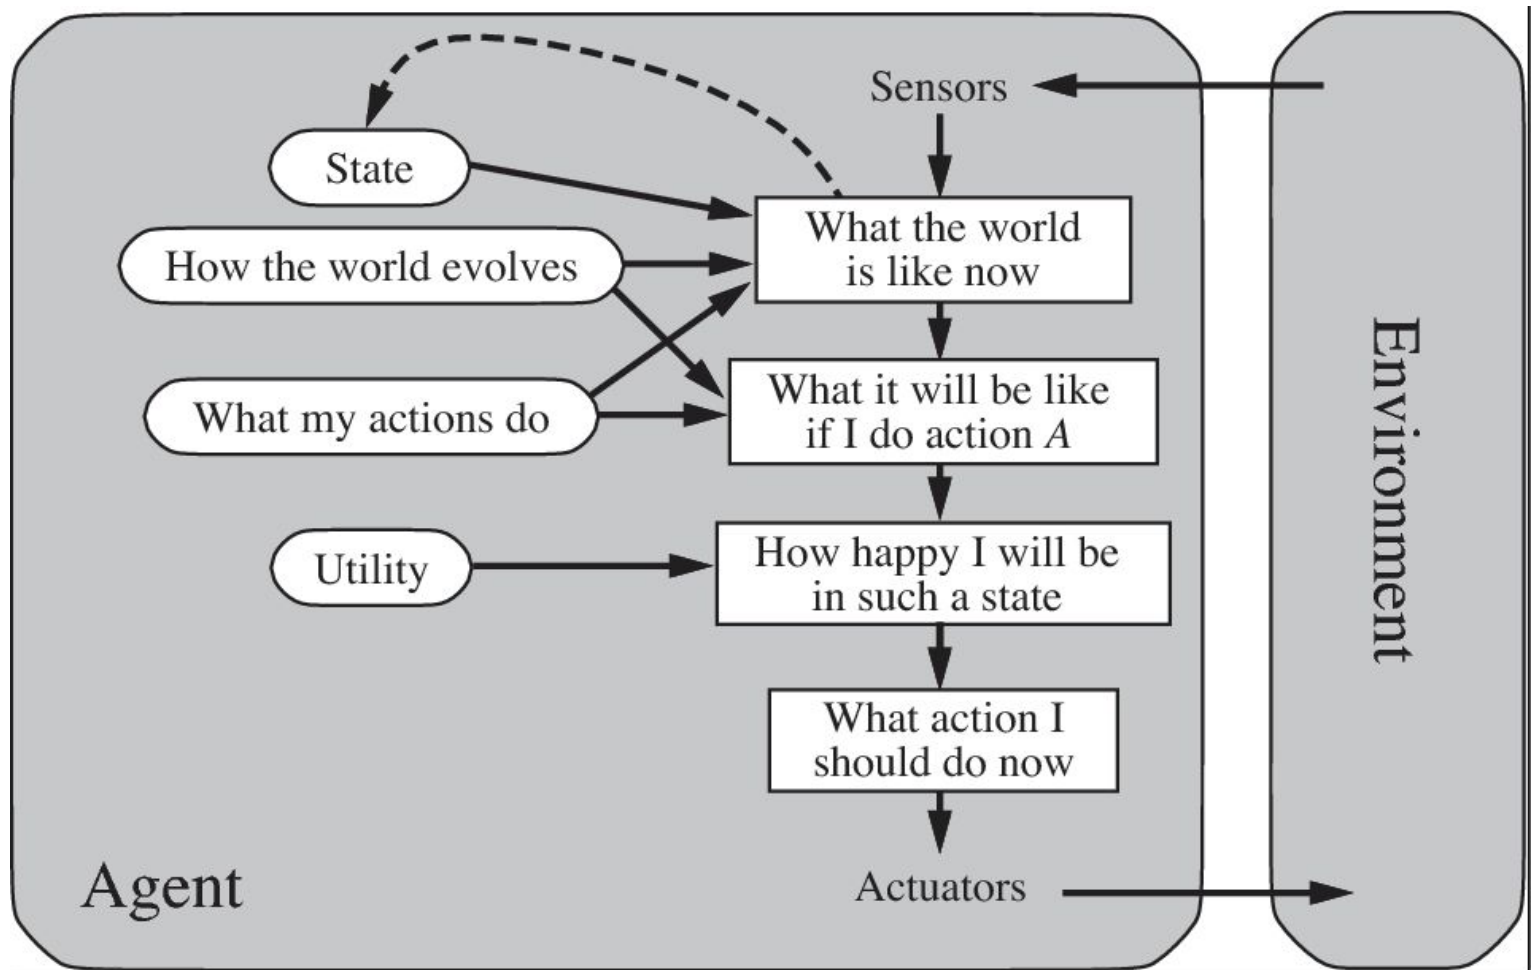 Sensors
State
What the world
is like now
How the world evolves
What it will be like
if I do action A
What my actions do
How happy I will be
in such a state
Utility
What action I
should do now
Agent
Actuators
Environment